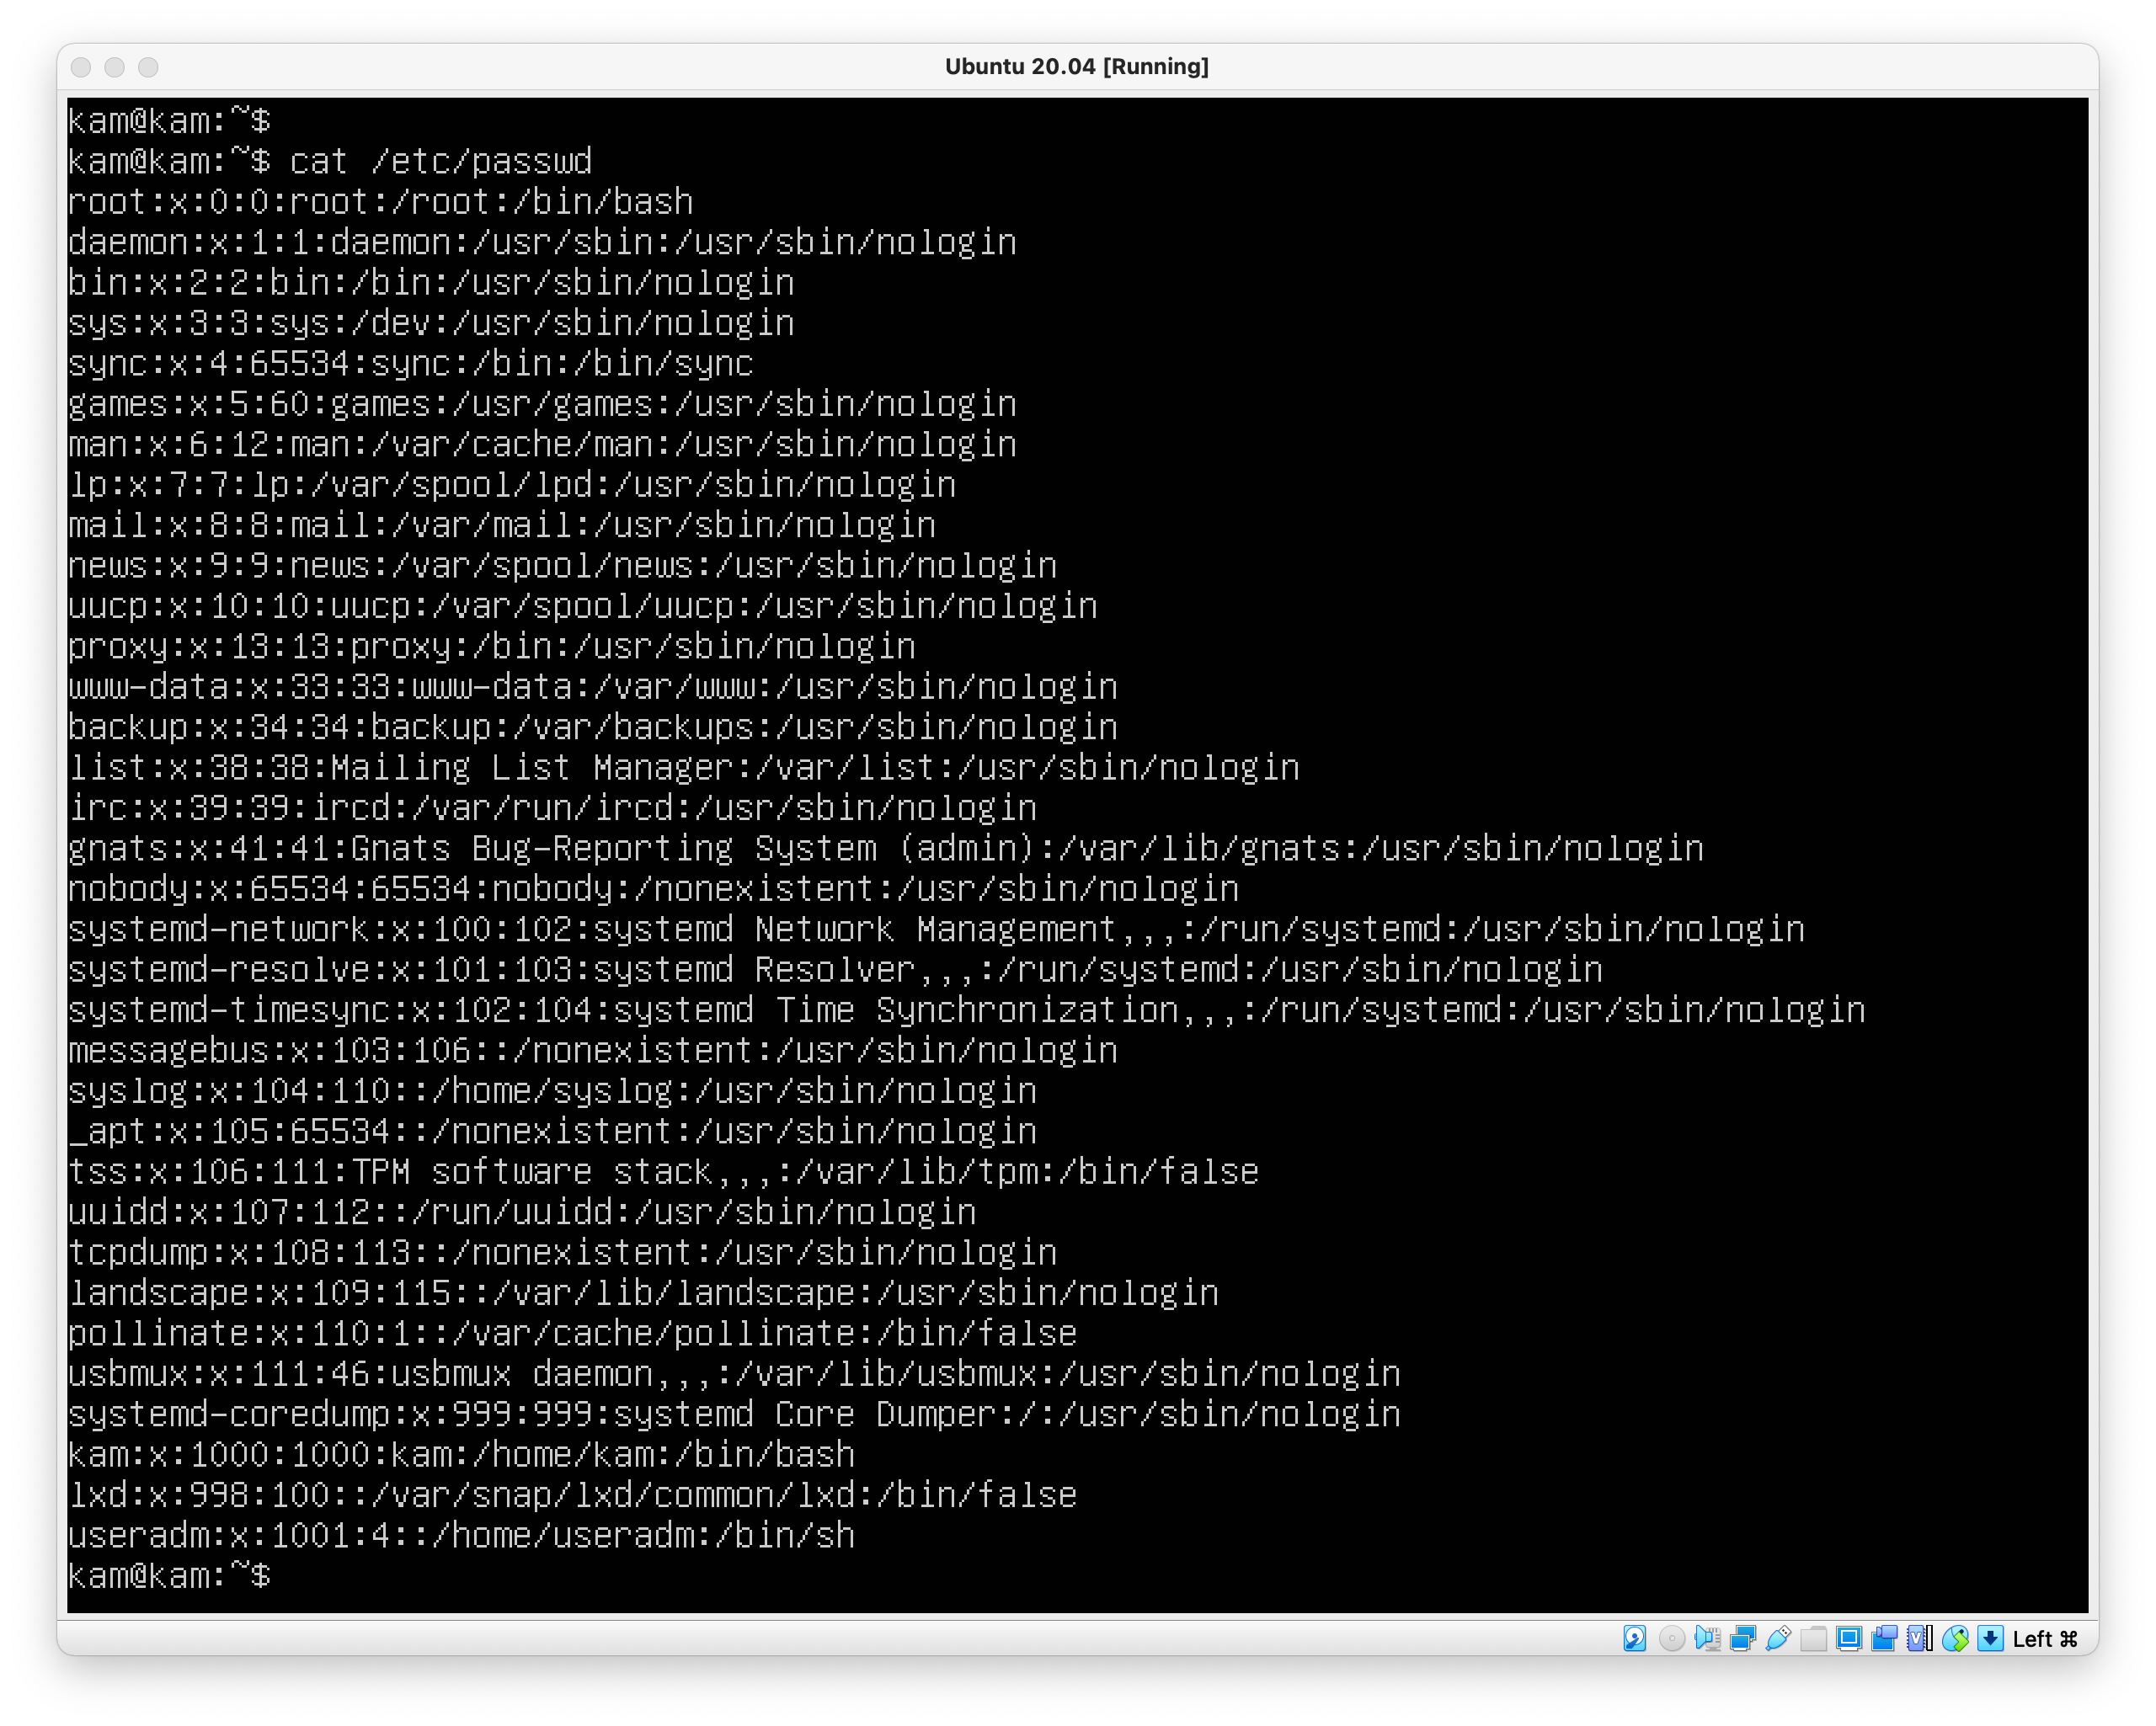 Ubuntu 20.04 [Running]
kam@kam:~$
kam@kam:~$ cat /etc/passwd
root:x:0:0:root:/root:/bin/bash
daemon:x:1:1:daemon:/usr/sbin:/usr/sbin/nologin
bin:x:2:2:bin:/bin:/usr/sbin/nologin
sys:x:3:3:sys:/dev:/usr/sbin/nologin
sync:x:4:65534:sync:/bin:/bin/sync
games:x:5:60:games:/usr/games:/usr/sbin/nologin
man:x:6:12:man:/var/cache/man:/usr/sbin/nologin
lp:x:7:7:lp:/var/spool/lpd:/usr/sbin/nologin
mail:x:8:8:mail:/var/mail:/usr/sbin/nologin
news:x:9:9:news:/var/spool/news:/usr/sbin/nologin
uucp:x:10:10:uucp:/var/spool/uucp:/usr/sbin/nologin
proxy:x:13:13:proxy:/bin:/usr/sbin/nologin
www-data:x:33:33:www-data:/var/www:/usr/sbin/nologin
backup:x:34:34:backup:/var/backups:/usr/sbin/nologin
list:x:38:38:Mailing List Manager:/var/list:/usr/sbin/nologin
irc:x:39:39:ircd:/var/run/ircd:/usr/sbin/nologin
gnats:x:41:41:Gnats Bug-Reporting System (admin):/var/lib/gnats:/usr/sbin/nologin
nobody:x:65534:65534:nobody:/nonexistent:/usr/sbin/nologin
systemd-network:x:100:102:systemd Network Management,,,:/run/systemd:/usr/sbin/nologin
systemd-resolve:x:101:103:systemd Resolver,,,:/run/systemd:/usr/sbin/nologin
systemd-timesync:x:102:104:systemd Time Synchronization,,,:/run/systemd:/usr/sbin/nologin
messagebus:x:103:106::/nonexistent:/usr/sbin/nologin
syslog:x:104:110::/home/syslog:/usr/sbin/nologin
_apt:x:105:65534::/nonexistent:/usr/sbin/nologin
tss:x:106:111:TPM software stack,,,:/var/lib/tpm:/bin/false
uuidd:x:107:112::/run/uuidd:/usr/sbin/nologin
tcpdump:x:108:113::/nonexistent:/usr/sbin/nologin
landscape:x:109:115::/var/lib/landscape:/usr/sbin/nologin
pollinate:x:110:1::/var/cache/pollinate:/bin/false
usbmux:x:111:46:usbmux daemon,,,:/var/lib/usbmux:/usr/sbin/nologin
systemd-coredump:x:999:999:systemd Core Dumper:/:/usr/sbin/nologin
kam:x:1000:1000:kam:/home/kam:/bin/bash
lxd:x:998:100::/var/snap/lxd/common/lxd:/bin/false
useradm:x:1001:4::/home/useradm:/bin/sh
kam@kam:~$
Left ⌘